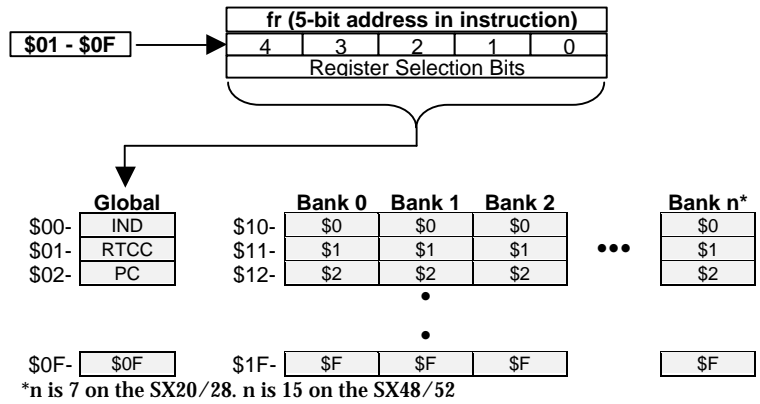 fr (5-bit address in instruction)
$01 - $0F
4 3 2 1 0
Register Selection Bits
Global Bank 0 Bank 1 Bank 2 Bank n*
$00- IND $10- $0 $0 $0 $0
$01- RTCC $11- $1 $1 $1 ••• $1
$02- PC $12- $2 $2 $2 $2
$0F- $0F $1F- $F $F $F $F
*n is 7 on the SX20/28. n is 15 on the SX48/52